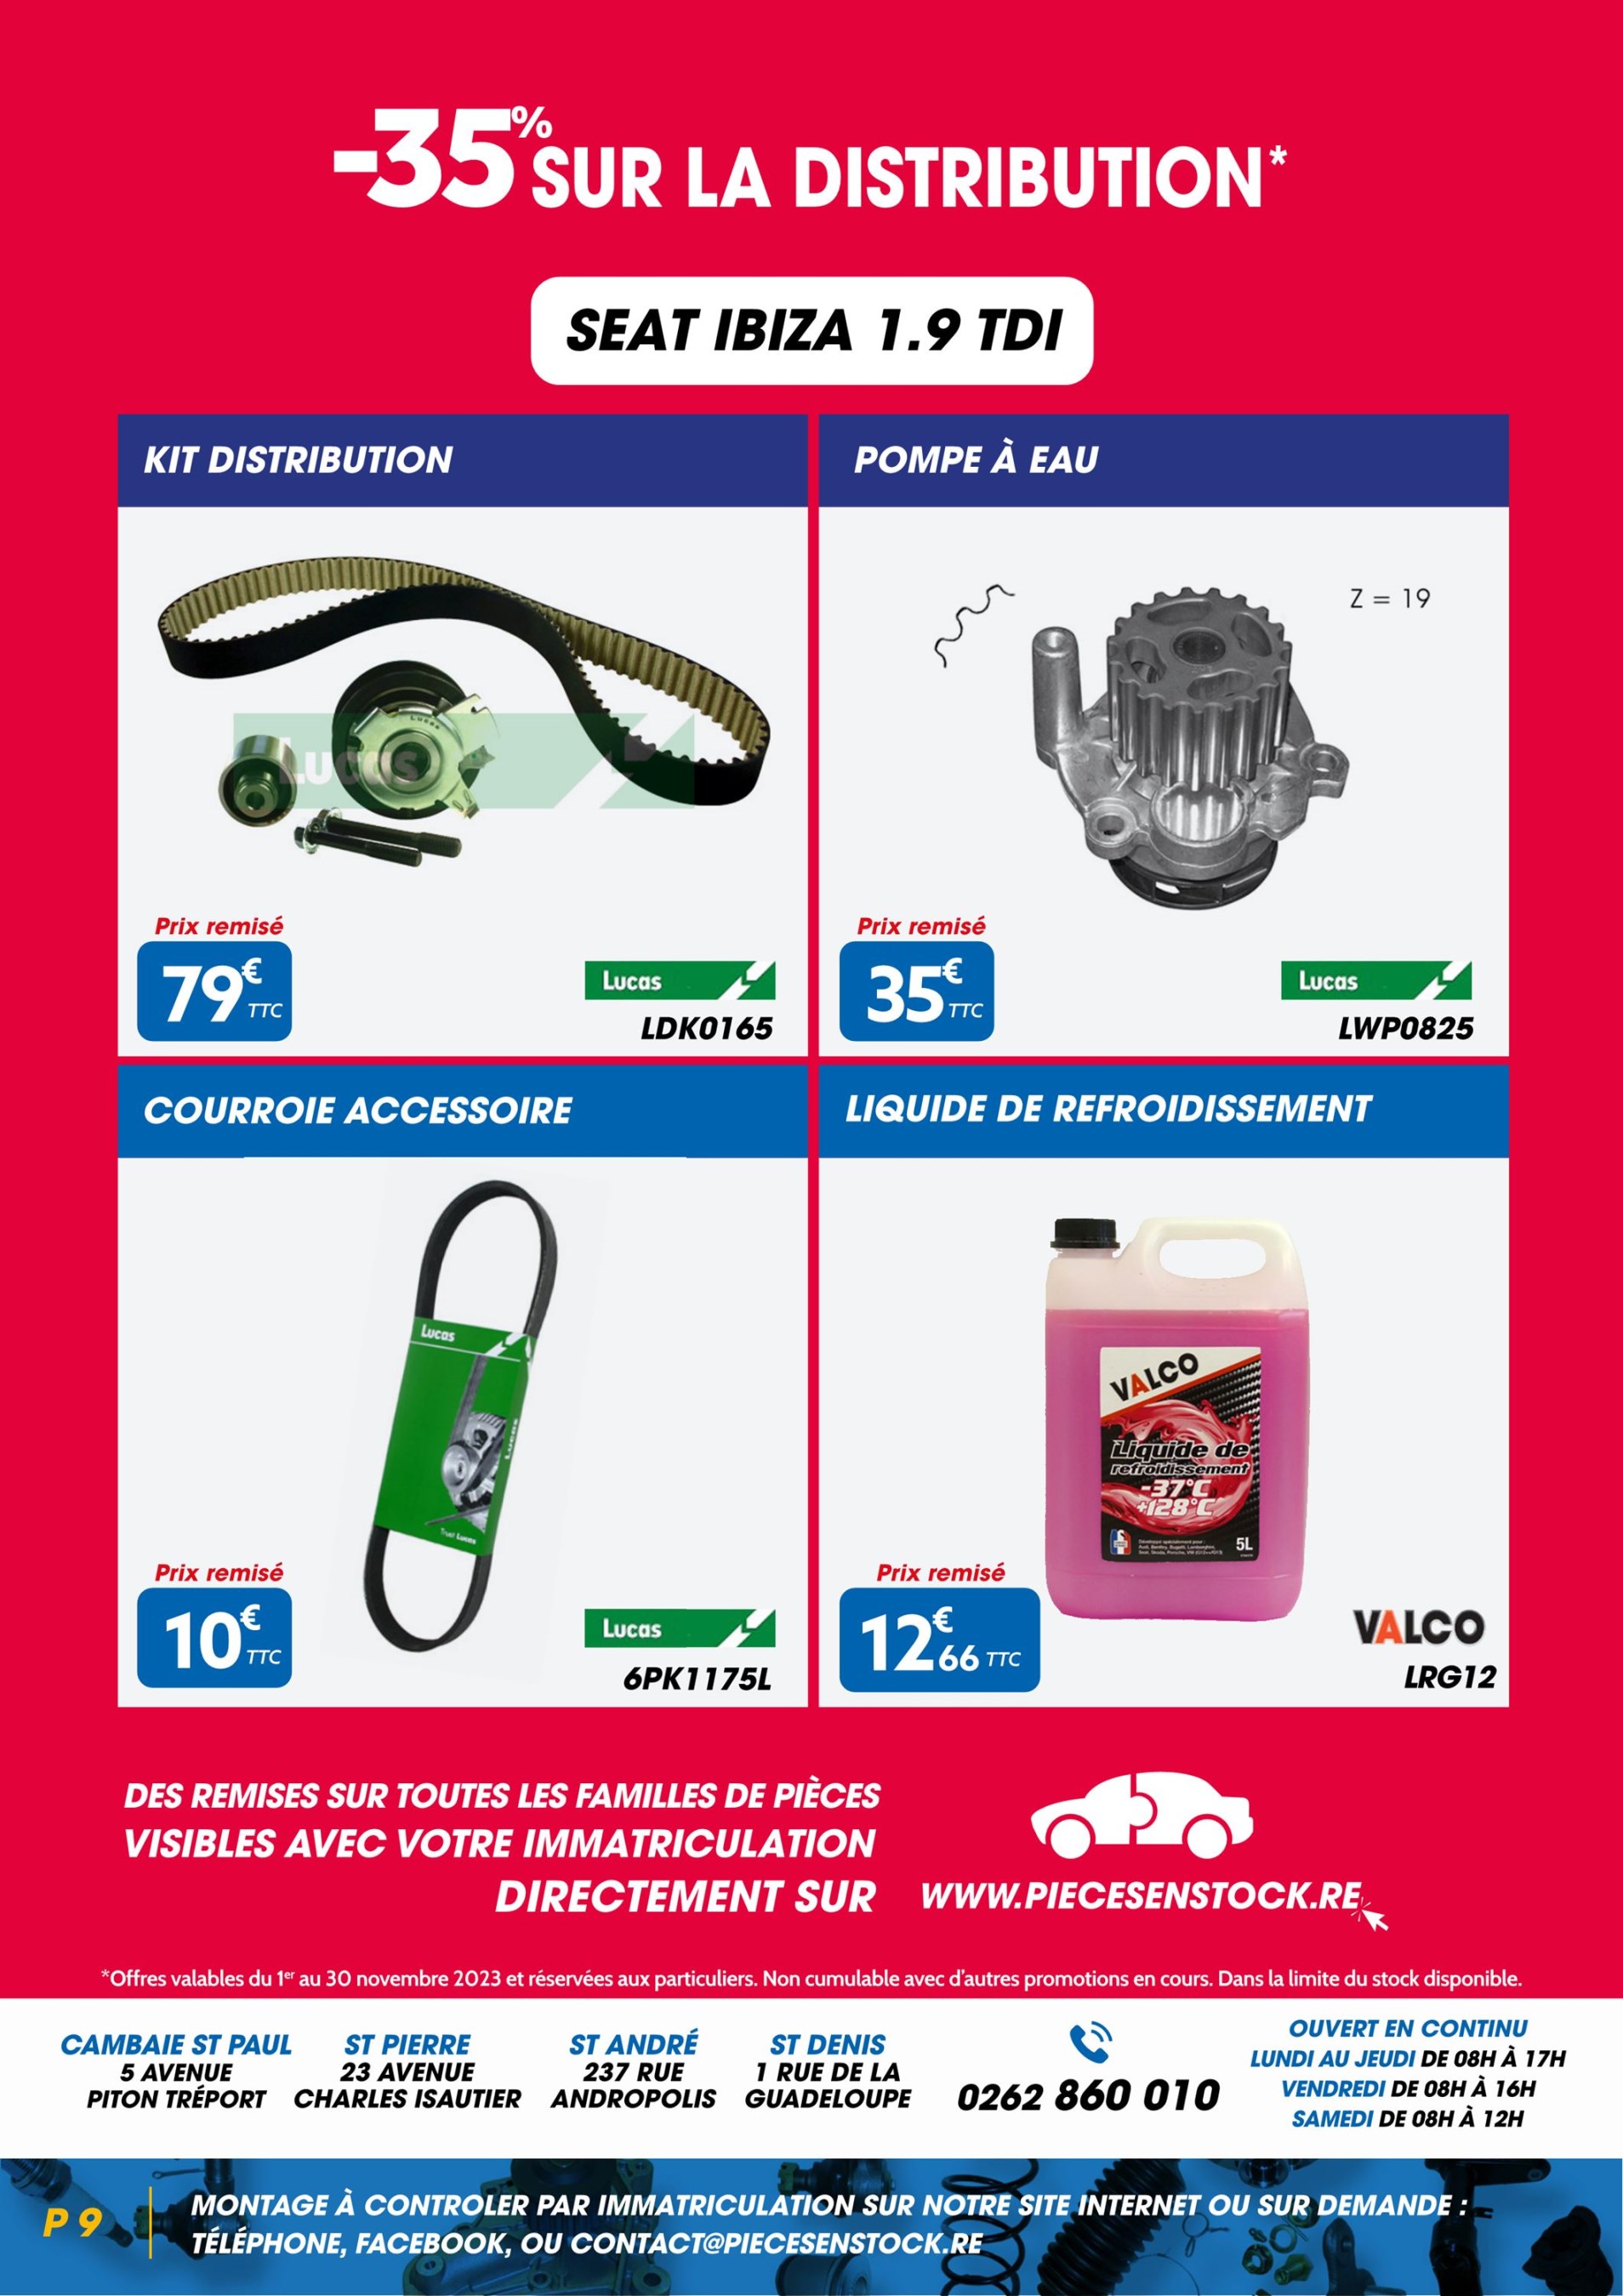 -35% SUR LA DISTRIBUTION*
SEAT IBIZA 1.9 TDI
KIT DISTRIBUTION
Lucas
LUCAS
Prix remisé
79€ TTC
Lucas
LDK0165
POMPE À EAU
Z = 19
Prix remisé
35€ TTC
Lucas
LWP0825
COURROIE ACCESSOIRE
Lucas
Lucas
Trust Lucas
Prix remisé
10€ TTC
Lucas
6PK1175L
LIQUIDE DE REFROIDISSEMENT
VALCO
Liquide de
refroidissement
-37°C
+128°C
5L
Prix remisé
12€66 TTC
VALCO
LRG12
DES REMISES SUR TOUTES LES FAMILLES DE PIÈCES
VISIBLES AVEC VOTRE IMMATRICULATION
DIRECTEMENT SUR
WWW.PIECESENSTOCK.RE
*Offres valables du 1er au 30 novembre 2023 et réservées aux particuliers. Non cumulable avec d'autres promotions en cours. Dans la limite du stock disponible.
CAMBAIE ST PAUL
5 AVENUE
PITON TRÉPORT
ST PIERRE
23 AVENUE
CHARLES ISAUTIER
ST ANDRÉ
237 RUE
ANDROPOLIS
ST DENIS
1 RUE DE LA
GUADELOUPE
0262 860 010
OUVERT EN CONTINU
LUNDI AU JEUDI DE 08H À 17H
VENDREDI DE 08H À 16H
SAMEDI DE 08H À 12H
P 9
MONTAGE À CONTROLER PAR IMMATRICULATION SUR NOTRE SITE INTERNET OU SUR DEMANDE :
TÉLÉPHONE, FACEBOOK, OU CONTACT@PIECESENSTOCK.RE